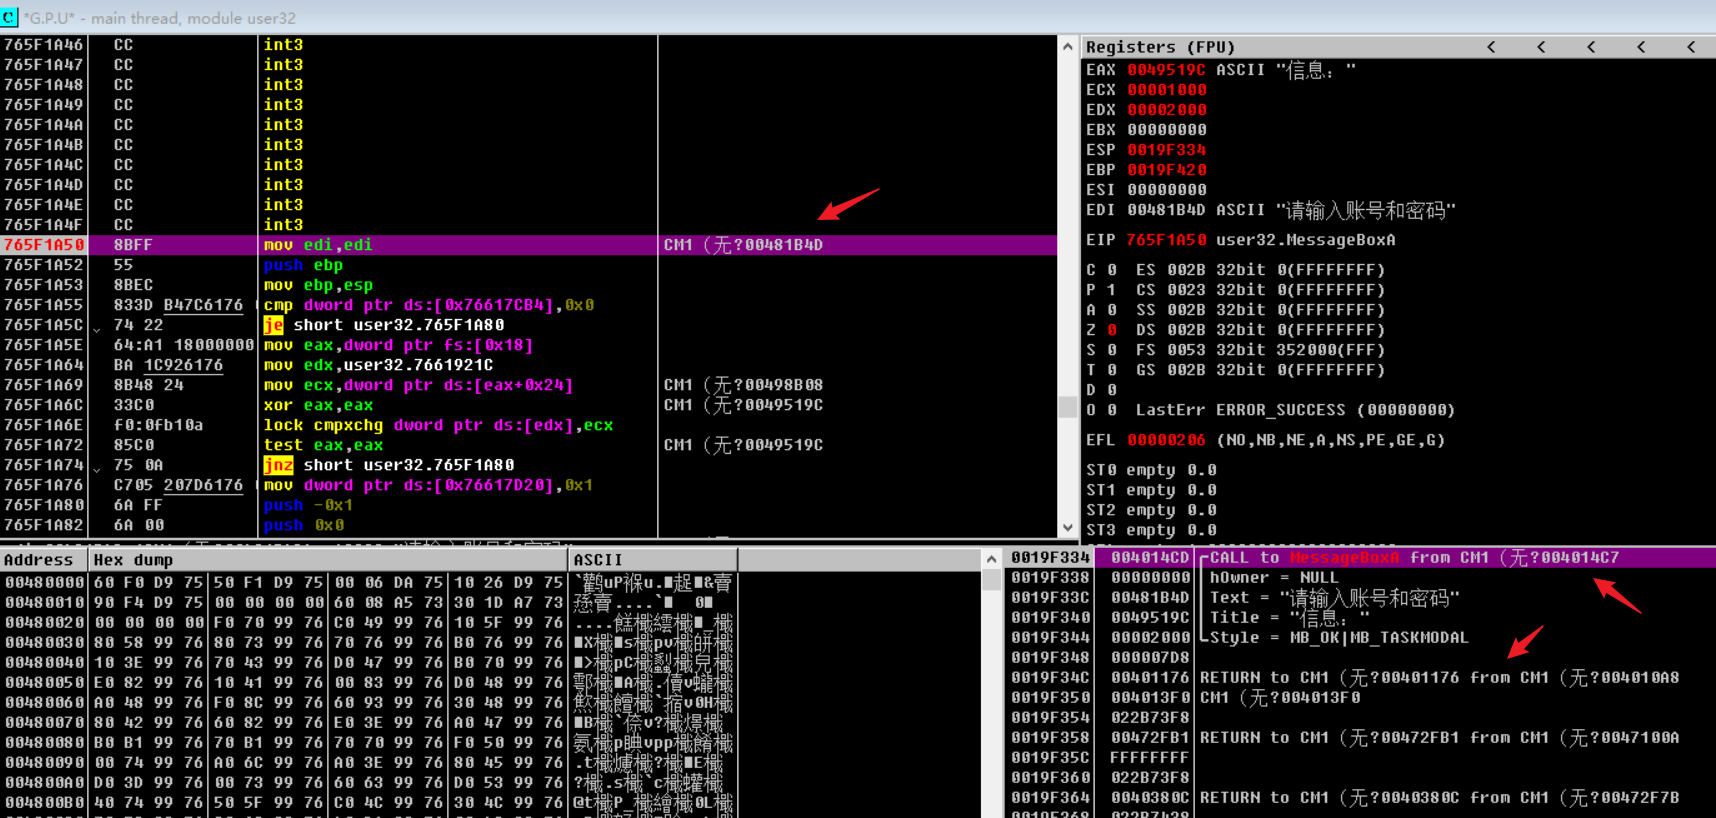 C *G.P.U* - main thread, module user32
765F1A46 CC int3
765F1A47 CC int3
765F1A48 CC int3
765F1A49 CC int3
765F1A4A CC int3
765F1A4B CC int3
765F1A4C CC int3
765F1A4D CC int3
765F1A4E CC int3
765F1A4F CC int3
765F1A50 8BFF mov edi,edi CM1 (无?00481B4D
765F1A52 55 push ebp
765F1A53 8BEC mov ebp,esp
765F1A55 833D B47C6176 cmp dword ptr ds:[0x76617CB4],0x0
765F1A5C 74 22 je short user32.765F1A80
765F1A5E 64:A1 18000000 mov eax,dword ptr fs:[0x18]
765F1A64 BA 1C926176 mov edx,user32.7661921C
765F1A69 8B48 24 mov ecx,dword ptr ds:[eax+0x24] CM1 (无?00498B08
765F1A6C 33C0 xor eax,eax CM1 (无?0049519C
765F1A6E f0:0fb10a lock cmpxchg dword ptr ds:[edx],ecx
765F1A72 85C0 test eax,eax CM1 (无?0049519C
765F1A74 75 0A jnz short user32.765F1A80
765F1A76 C705 207D6176 mov dword ptr ds:[0x76617D20],0x1
765F1A80 6A FF push -0x1
765F1A82 6A 00 push 0x0
Registers (FPU) < < < < <
EAX 0049519C ASCII "信息："
ECX 00001000
EDX 00002000
EBX 00000000
ESP 0019F334
EBP 0019F420
ESI 00000000
EDI 00481B4D ASCII "请输入账号和密码"
EIP 765F1A50 user32.MessageBoxA
C 0 ES 002B 32bit 0(FFFFFFFF)
P 1 CS 0023 32bit 0(FFFFFFFF)
A 0 SS 002B 32bit 0(FFFFFFFF)
Z 0 DS 002B 32bit 0(FFFFFFFF)
S 0 FS 0053 32bit 352000(FFF)
T 0 GS 002B 32bit 0(FFFFFFFF)
D 0
O 0 LastErr ERROR_SUCCESS (00000000)
EFL 00000206 (NO,NB,NE,A,NS,PE,GE,G)
ST0 empty 0.0
ST1 empty 0.0
ST2 empty 0.0
ST3 empty 0.0
Address Hex dump ASCII
00480000 60 F0 D9 75 50 F1 D9 75 00 06 DA 75 10 26 D9 75
00480010 90 F4 D9 75 00 00 00 00 60 08 A5 73 30 1D A7 73
00480020 00 00 00 00 F0 70 99 76 C0 49 99 76 10 5F 99 76
00480030 80 58 99 76 80 73 99 76 70 76 99 76 B0 76 99 76
00480040 10 3E 99 76 70 43 99 76 D0 47 99 76 B0 70 99 76
00480050 E0 82 99 76 10 41 99 76 00 83 99 76 D0 48 99 76
00480060 A0 48 99 76 F0 8C 99 76 60 93 99 76 30 48 99 76
00480070 80 42 99 76 60 82 99 76 E0 3E 99 76 A0 47 99 76
00480080 B0 B1 99 76 70 B1 99 76 70 70 99 76 F0 50 99 76
00480090 00 74 99 76 A0 6C 99 76 A0 3E 99 76 80 45 99 76
004800A0 D0 3D 99 76 00 73 99 76 60 63 99 76 D0 53 99 76
004800B0 40 74 99 76 50 5F 99 76 C0 4C 99 76 30 4C 99 76
0019F334 004014CD CALL to MessageBoxA from CM1 (无?004014C7
0019F338 00000000 hOwner = NULL
0019F33C 00481B4D Text = "请输入账号和密码"
0019F340 0049519C Title = "信息："
0019F344 00002000 Style = MB_OK|MB_TASKMODAL
0019F348 000007D8
0019F34C 00401176 RETURN to CM1 (无?00401176 from CM1 (无?004010A8
0019F350 004013F0 CM1 (无?004013F0
0019F354 022B73F8
0019F358 00472FB1 RETURN to CM1 (无?00472FB1 from CM1 (无?0047100A
0019F35C FFFFFFFF
0019F360 022B73F8
0019F364 0040380C RETURN to CM1 (无?0040380C from CM1 (无?00472F7B